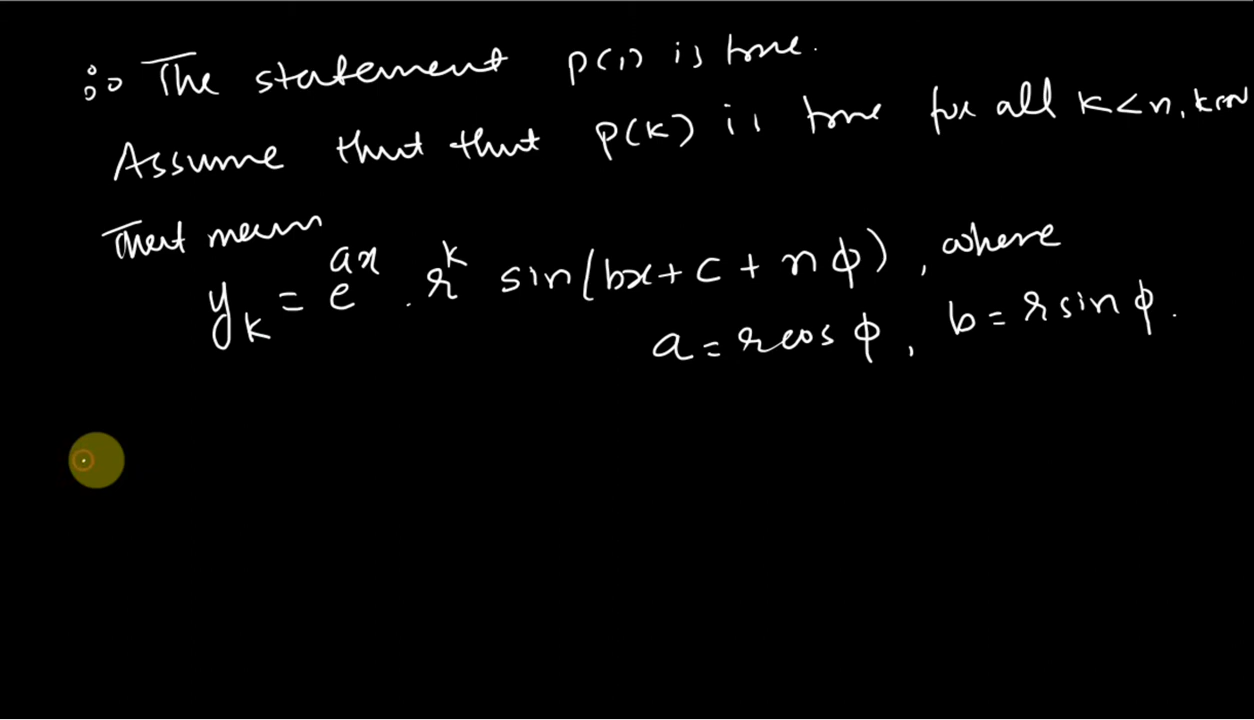 ∴ The statement P(1) is true.
Assume that that P(k) is true for all k<n, k∈N
That means
y_k = e^{ax} . r^k sin(bx + c + nϕ), where
a = r cos ϕ, b = r sin ϕ.